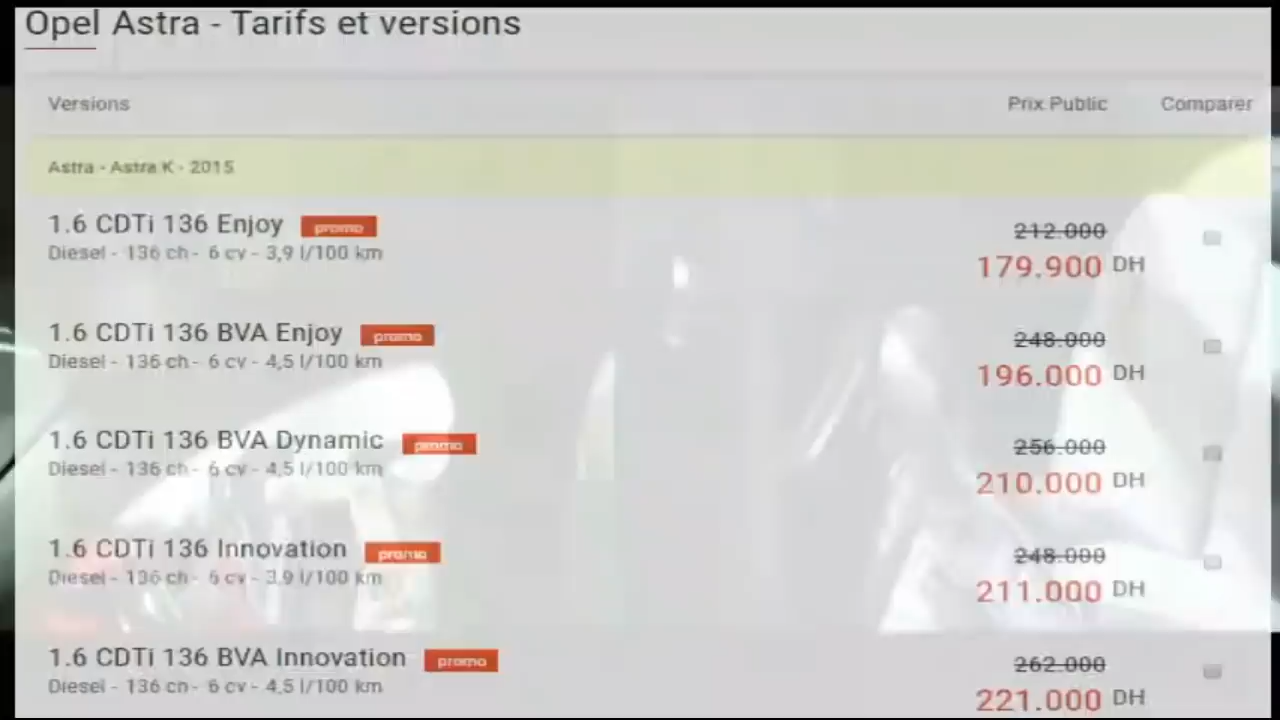 Opel Astra - Tarifs et versions
Versions Prix Public Comparer
Astra - Astra K - 2015
1.6 CDTi 136 Enjoy promo 212.000
Diesel - 136 ch - 6 cv - 3,9 l/100 km 179.900 DH
1.6 CDTi 136 BVA Enjoy promo 248.000
Diesel - 136 ch - 6 cv - 4,5 l/100 km 196.000 DH
1.6 CDTi 136 BVA Dynamic promo 256.000
Diesel - 136 ch - 6 cv - 4,5 l/100 km 210.000 DH
1.6 CDTi 136 Innovation promo 248.000
Diesel - 136 ch - 6 cv - 3,9 l/100 km 211.000 DH
1.6 CDTi 136 BVA Innovation promo 262.000
Diesel - 136 ch - 6 cv - 4,5 l/100 km 221.000 DH